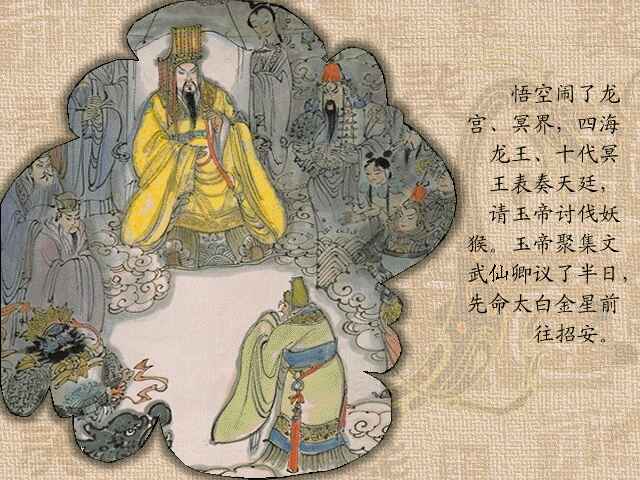 悟空闹了龙
宫、冥界，四海
龙王、十代冥
王表奏天廷，
请玉帝讨伐妖
猴。玉帝聚集文
武仙卿议了半日，
先命太白金星前
往招安。